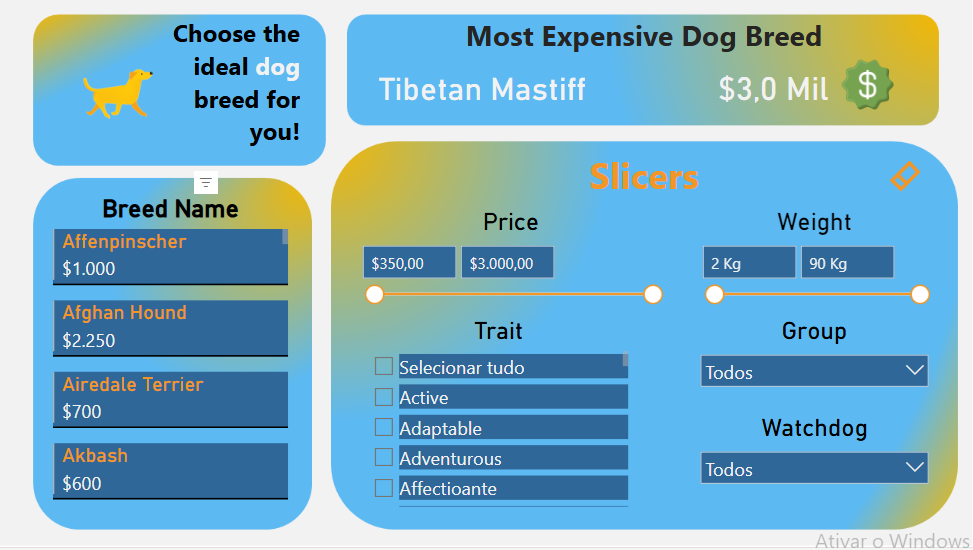 Choose the
ideal dog
breed for
you!
Most Expensive Dog Breed
Tibetan Mastiff
$3,0 Mil
$
Breed Name
Affenpinscher
$1.000
Afghan Hound
$2.250
Airedale Terrier
$700
Akbash
$600
Slicers
Price
$350,00
$3.000,00
Weight
2 Kg
90 Kg
Trait
Selecionar tudo
Active
Adaptable
Adventurous
Affectioante
Group
Todos
Watchdog
Todos
Ativar o Windows